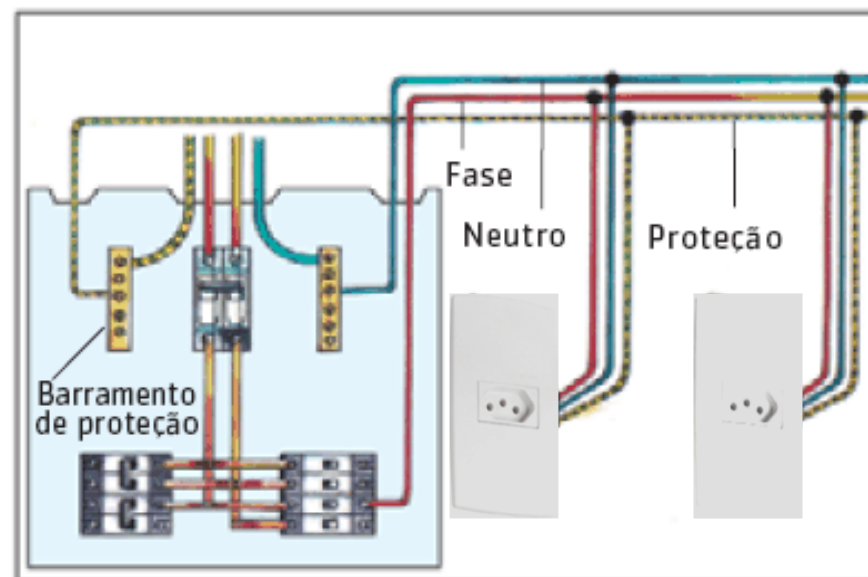 Fase
Neutro
Proteção
Barramento
de proteção